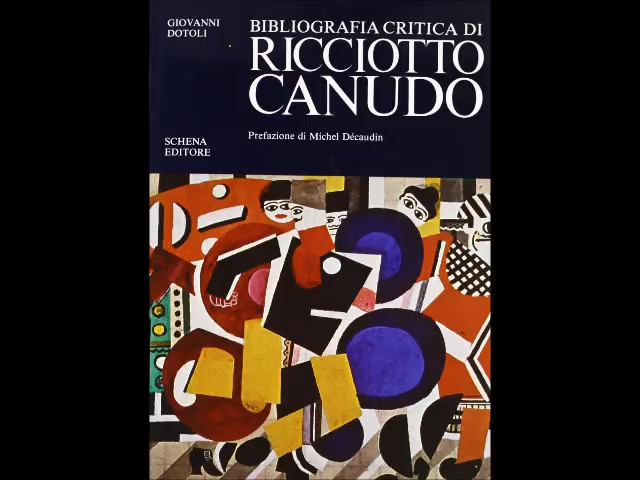 GIOVANNI
DOTOLI
BIBLIOGRAFIA CRITICA DI
RICCIOTTO
CANUDO
Prefazione di Michel Décaudin
SCHENA
EDITORE